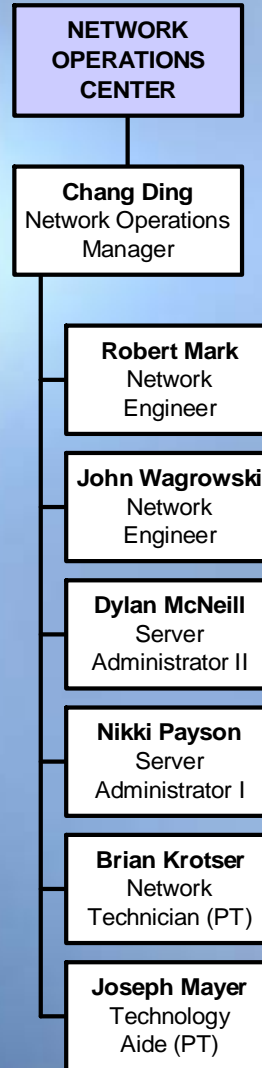 NETWORK
OPERATIONS
CENTER
Chang Ding
Network Operations
Manager
Robert Mark
Network
Engineer
John Wagrowski
Network
Engineer
Dylan McNeill
Server
Administrator II
Nikki Payson
Server
Administrator I
Brian Krotser
Network
Technician (PT)
Joseph Mayer
Technology
Aide (PT)